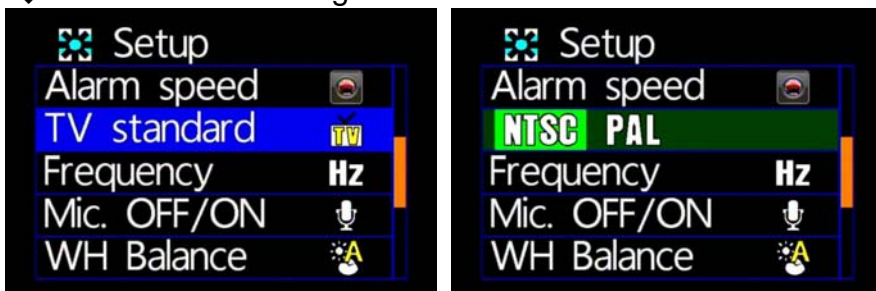 Setup
Alarm speed
TV standard TV
Frequency Hz
Mic. OFF/ON
WH Balance A
Setup
Alarm speed
NTSC PAL
Frequency Hz
Mic. OFF/ON
WH Balance A